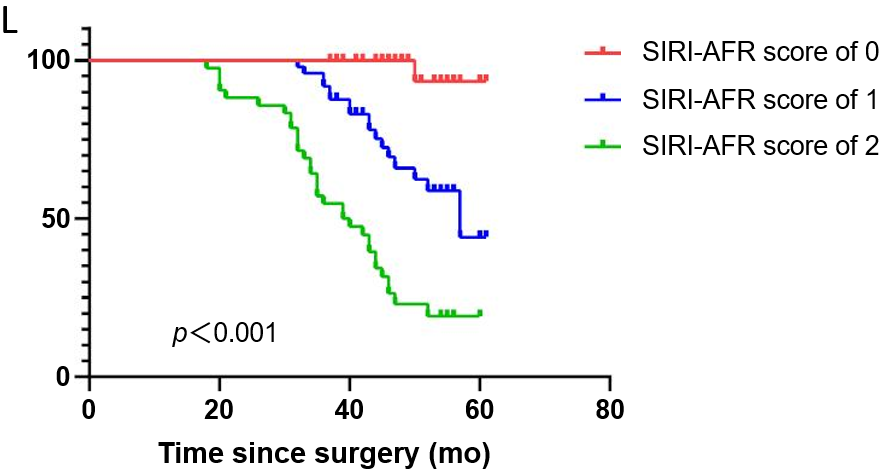 L
100
50
0
0 20 40 60 80
Time since surgery (mo)
p<0.001
SIRI-AFR score of 0
SIRI-AFR score of 1
SIRI-AFR score of 2